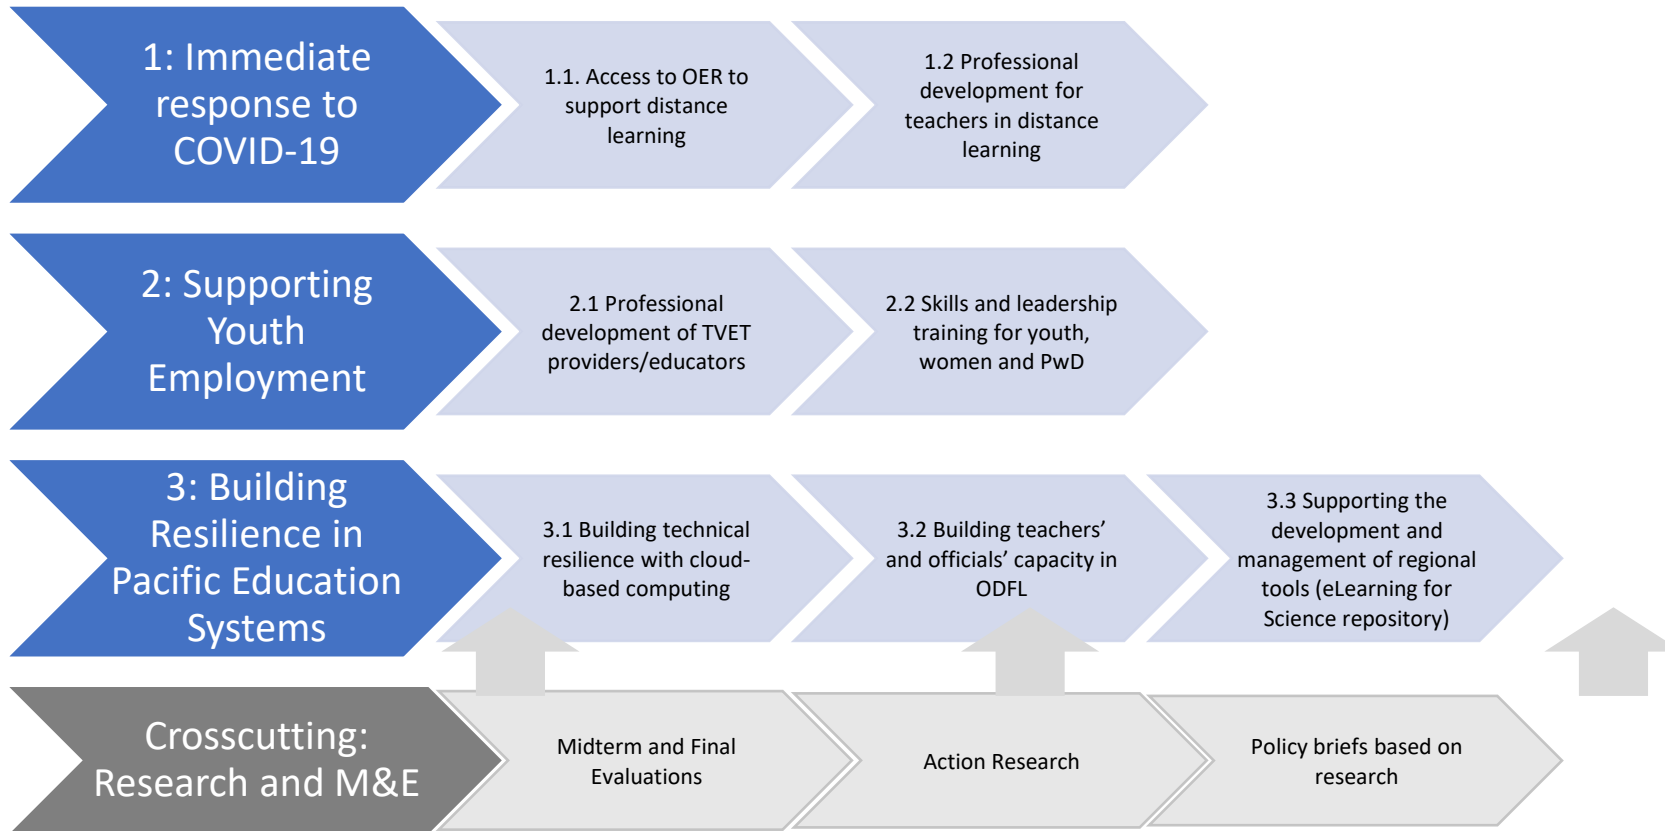 1: Immediate
response to
COVID-19
1.1. Access to OER to
support distance
learning
1.2 Professional
development for
teachers in distance
learning
2: Supporting
Youth
Employment
2.1 Professional
development of TVET
providers/educators
2.2 Skills and leadership
training for youth,
women and PwD
3: Building
Resilience in
Pacific Education
Systems
3.1 Building technical
resilience with cloud-
based computing
3.2 Building teachers’
and officials’ capacity in
ODFL
3.3 Supporting the
development and
management of regional
tools (eLearning for
Science repository)
Crosscutting:
Research and M&E
Midterm and Final
Evaluations
Action Research
Policy briefs based on
research